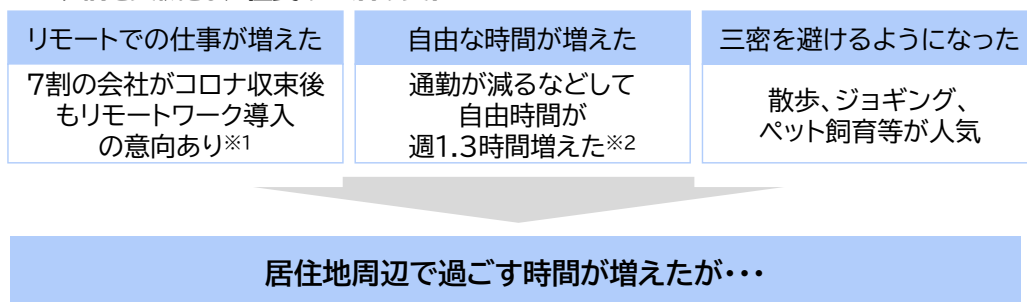 リモートでの仕事が増えた
7割の会社がコロナ収束後
もリモートワーク導入
の意向あり※1
自由な時間が増えた
通勤が減るなどして
自由時間が
週1.3時間増えた※2
三密を避けるようになった
散歩、ジョギング、
ペット飼育等が人気
居住地周辺で過ごす時間が増えたが・・・